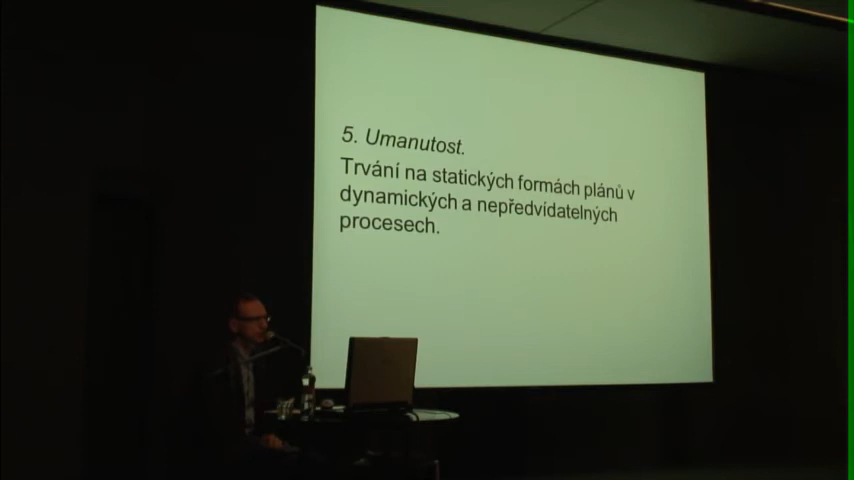 5. Umanutost.
Trvání na statických formách plánů v
dynamických a nepředvídatelných
procesech.